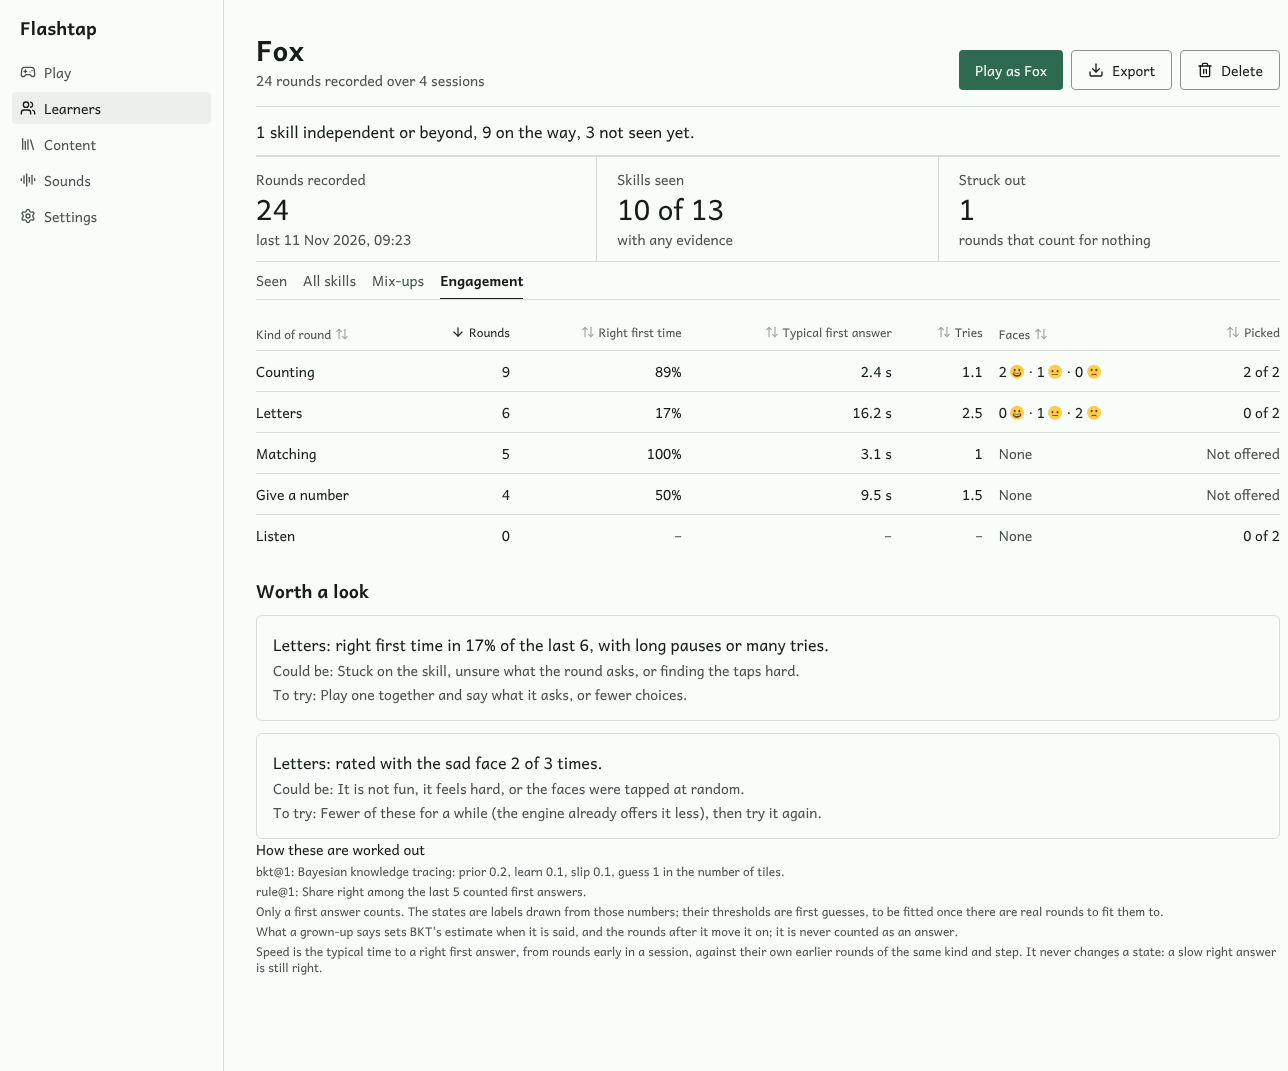 Flashtap
Play
Learners
Content
Sounds
Settings
Fox
24 rounds recorded over 4 sessions
Play as Fox
Export
Delete
1 skill independent or beyond, 9 on the way, 3 not seen yet.
Rounds recorded
24
last 11 Nov 2026, 09:23
Skills seen
10 of 13
with any evidence
Struck out
1
rounds that count for nothing
Seen All skills Mix-ups Engagement
Kind of round Rounds Right first time Typical first answer Tries Faces Picked
Counting 9 89% 2.4 s 1.1 2 😀 · 1 😐 · 0 🙁 2 of 2
Letters 6 17% 16.2 s 2.5 0 😀 · 1 😐 · 2 🙁 0 of 2
Matching 5 100% 3.1 s 1 None Not offered
Give a number 4 50% 9.5 s 1.5 None Not offered
Listen 0 – – – None 0 of 2
Worth a look
Letters: right first time in 17% of the last 6, with long pauses or many tries.
Could be: Stuck on the skill, unsure what the round asks, or finding the taps hard.
To try: Play one together and say what it asks, or fewer choices.
Letters: rated with the sad face 2 of 3 times.
Could be: It is not fun, it feels hard, or the faces were tapped at random.
To try: Fewer of these for a while (the engine already offers it less), then try it again.
How these are worked out
bkt@1: Bayesian knowledge tracing: prior 0.2, learn 0.1, slip 0.1, guess 1 in the number of tiles.
rule@1: Share right among the last 5 counted first answers.
Only a first answer counts. The states are labels drawn from those numbers; their thresholds are first guesses, to be fitted once there are real rounds to fit them to.
What a grown-up says sets BKT's estimate when it is said, and the rounds after it move it on; it is never counted as an answer.
Speed is the typical time to a right first answer, from rounds early in a session, against their own earlier rounds of the same kind and step. It never changes a state: a slow right answer
is still right.